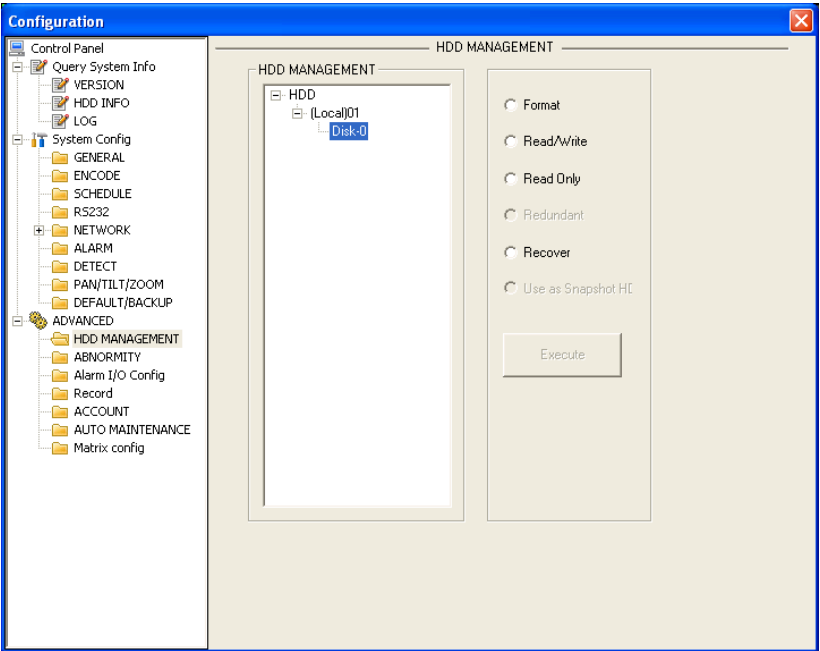 Configuration
Control Panel
Query System Info
VERSION
HDD INFO
LOG
System Config
GENERAL
ENCODE
SCHEDULE
RS232
NETWORK
ALARM
DETECT
PAN/TILT/ZOOM
DEFAULT/BACKUP
ADVANCED
HDD MANAGEMENT
ABNORMITY
Alarm I/O Config
Record
ACCOUNT
AUTO MAINTENANCE
Matrix config
HDD MANAGEMENT
HDD MANAGEMENT
HDD
(Local)01
Disk-0
Format
Read/Write
Read Only
Redundant
Recover
Use as Snapshot HD
Execute